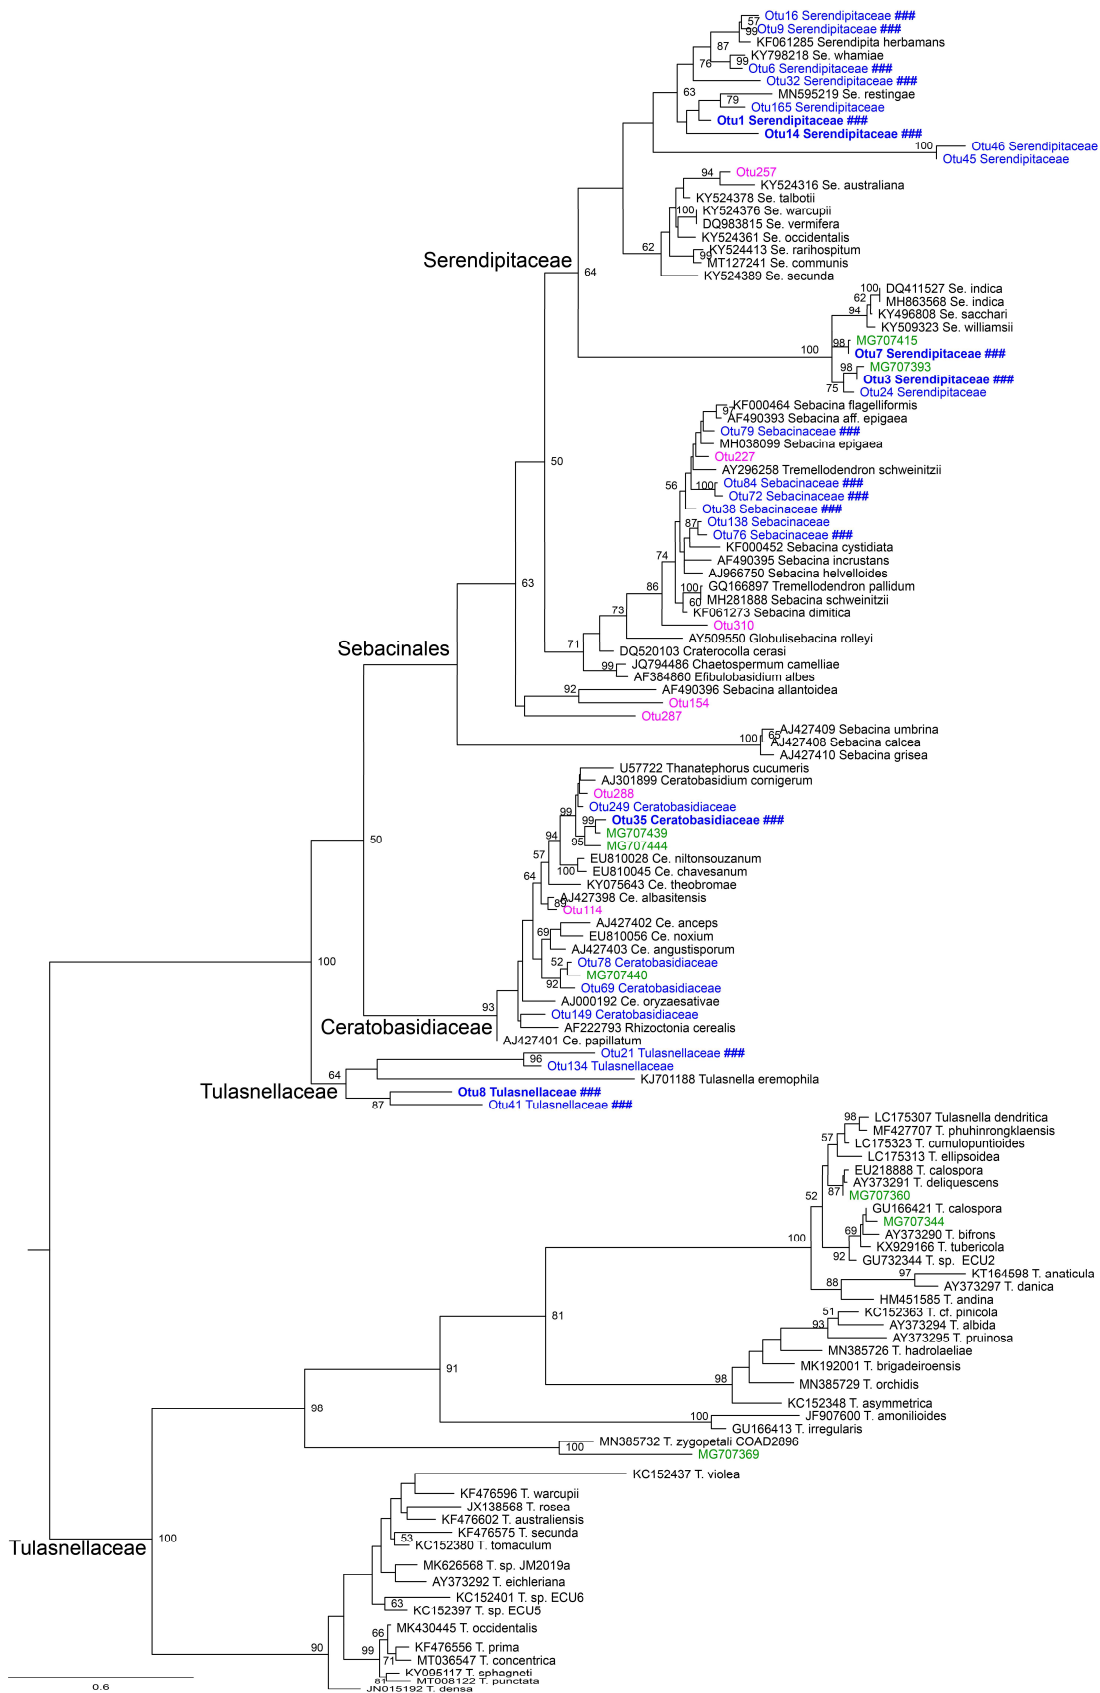 Otu16 Serendipitaceae ###
57
Otu9 Serendipitaceae ###
99
KF061285 Serendipita herbamans
87
KY798218 Se. whamiae
76
99
Otu6 Serendipitaceae ###
Otu32 Serendipitaceae ###
63
MN595219 Se. restingae
79
Otu165 Serendipitaceae
Otu1 Serendipitaceae ###
Otu14 Serendipitaceae ###
100
Otu46 Serendipitaceae
Otu45 Serendipitaceae
94
Otu257
KY524316 Se. australiana
KY524378 Se. talbotii
100
KY524376 Se. warcupii
DQ983815 Se. vermifera
KY524361 Se. occidentalis
62
KY524413 Se. rarihospitum
99
MT127241 Se. communis
Serendipitaceae
64
KY524389 Se. secunda
100
DQ411527 Se. indica
62
MH863568 Se. indica
94
KY496808 Se. sacchari
KY509323 Se. williamsii
98
MG707415
100
Otu7 Serendipitaceae ###
98
MG707393
Otu3 Serendipitaceae ###
75
Otu24 Serendipitaceae
KF000464 Sebacina flagelliformis
97
AF490393 Sebacina aff. epigaea
Otu79 Sebacinaceae ###
MH038099 Sebacina epigaea
Otu227
50
AY296258 Tremellodendron schweinitzii
56
100
Otu84 Sebacinaceae ###
Otu72 Sebacinaceae ###
Otu38 Sebacinaceae ###
87
Otu138 Sebacinaceae
Otu76 Sebacinaceae ###
KF000452 Sebacina cystidiata
74
AF490395 Sebacina incrustans
AJ966750 Sebacina helvelloides
63
86
100
GQ166897 Tremellodendron pallidum
60
MH281888 Sebacina schweinitzii
73
KF061273 Sebacina dimitica
Otu310
71
AY509550 Globulisebacina rolleyi
Sebacinales
DQ520103 Craterocolla cerasi
99
JQ794486 Chaetospermum camelliae
AF384860 Efibulobasidium albes
92
AF490396 Sebacina allantoidea
Otu154
Otu287
AJ427409 Sebacina umbrina
100
65
AJ427408 Sebacina calcea
AJ427410 Sebacina grisea
U57722 Thanatephorus cucumeris
AJ301899 Ceratobasidium cornigerum
Otu288
99
Otu249 Ceratobasidiaceae
99
Otu35 Ceratobasidiaceae ###
50
94
MG707439
95
MG707444
57
EU810028 Ce. niltonsouzanum
100
EU810045 Ce. chavesanum
64
KY075643 Ce. theobromae
AJ427398 Ce. albasitensis
89
Otu114
AJ427402 Ce. anceps
69
EU810056 Ce. noxium
AJ427403 Ce. angustisporum
100
52
Otu78 Ceratobasidiaceae
MG707440
92
Otu69 Ceratobasidiaceae
93
AJ000192 Ce. oryzaesativae
Otu149 Ceratobasidiaceae
Ceratobasidiaceae
AF222793 Rhizoctonia cerealis
AJ427401 Ce. papillatum
Otu21 Tulasnellaceae ###
96
Otu134 Tulasnellaceae
64
KJ701188 Tulasnella eremophila
Tulasnellaceae
Otu8 Tulasnellaceae ###
87
Otu41 Tulasnellaceae ###
98
LC175307 Tulasnella dendritica
MF427707 T. phuhinrongklaensis
57
LC175323 T. cumulopuntioides
LC175313 T. ellipsoidea
EU218888 T. calospora
AY373291 T. deliquescens
52
87
MG707360
GU166421 T. calospora
MG707344
69
AY373290 T. bifrons
100
KX929166 T. tubericola
92
GU732344 T. sp. ECU2
97
KT164598 T. anaticula
88
AY373297 T. danica
HM451585 T. andina
51
KC152363 T. cf. pinicola
81
93
AY373294 T. albida
AY373295 T. pruinosa
MN385726 T. hadrolaeliae
MK192001 T. brigadeiroensis
91
98
MN385729 T. orchidis
KC152348 T. asymmetrica
98
100
JF907600 T. amonilioides
GU166413 T. irregularis
MN385732 T. zygopetali COAD2896
100
MG707369
KC152437 T. violea
KF476596 T. warcupii
JX138568 T. rosea
KF476602 T. australiensis
KF476575 T. secunda
100
53
KC152380 T. tomaculum
Tulasnellaceae
MK626568 T. sp. JM2019a
AY373292 T. eichleriana
KC152401 T. sp. ECU6
63
KC152397 T. sp. ECU5
MK430445 T. occidentalis
66
90
99
KF476556 T. prima
71
MT036547 T. concentrica
KY095117 T. sphagneti
81
MT008122 T. punctata
JN015192 T. densa
0.6